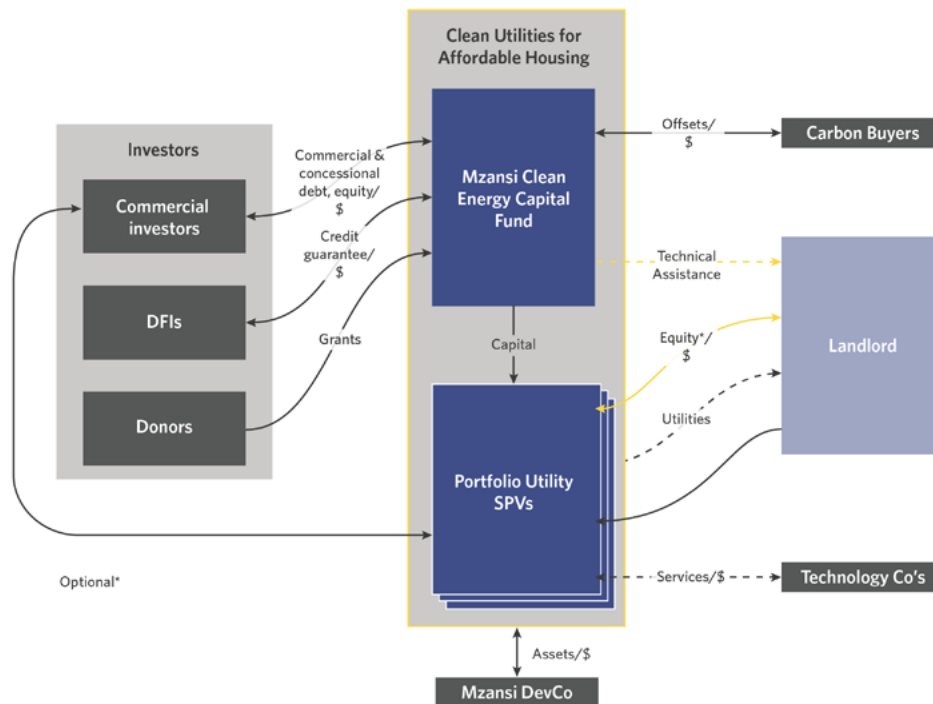 Clean Utilities for
Affordable Housing
Investors
Commercial
investors
DFIs
Donors
Commercial &
concessional
debt, equity/
$
Credit
guarantee/
$
Grants
Mzansi Clean
Energy Capital
Fund
Capital
Portfolio Utility
SPVs
Offsets/
$
Carbon Buyers
Technical
Assistance
Equity*/
$
Utilities
Landlord
Services/$
Technology Co's
Optional*
Assets/$
Mzansi DevCo